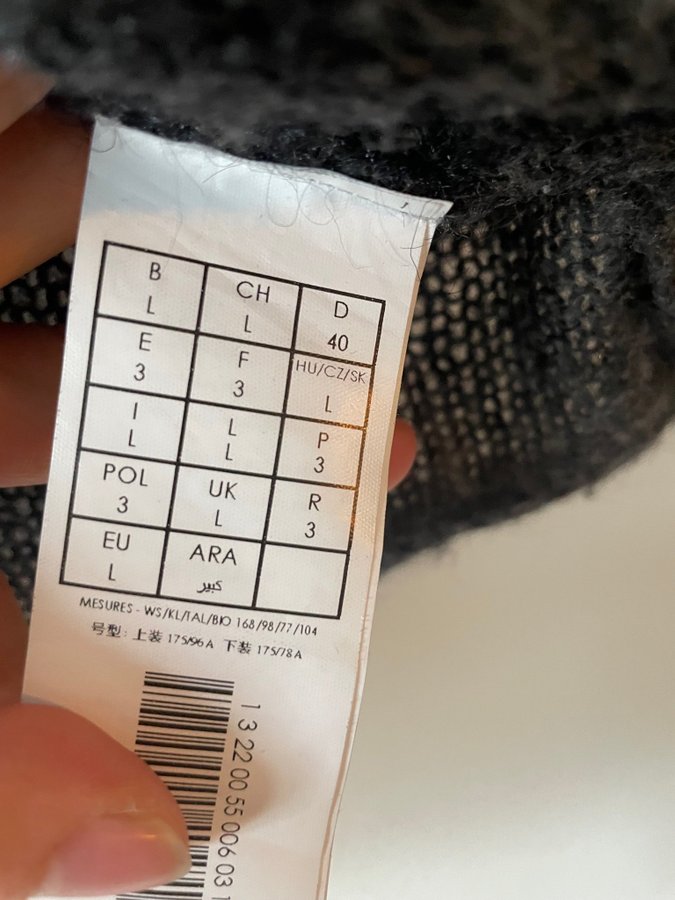 B CH D
L L 40
E F HU/CZ/SK
3 3 L
I L P
L L 3
POL UK R
3 L 3
EU ARA
L كبير
MESURES - WS/KL/TAL/BIO 168/98/77/104
号型: 上装 175/96A 下装 175/78A
1 3 22 00 55 006 03